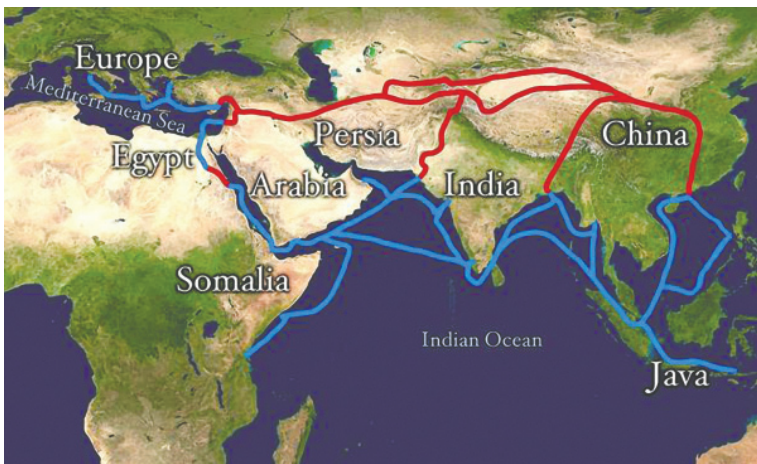 Europe
Mediterranean Sea
Egypt
Persia
China
Arabia
India
Somalia
Indian Ocean
Java